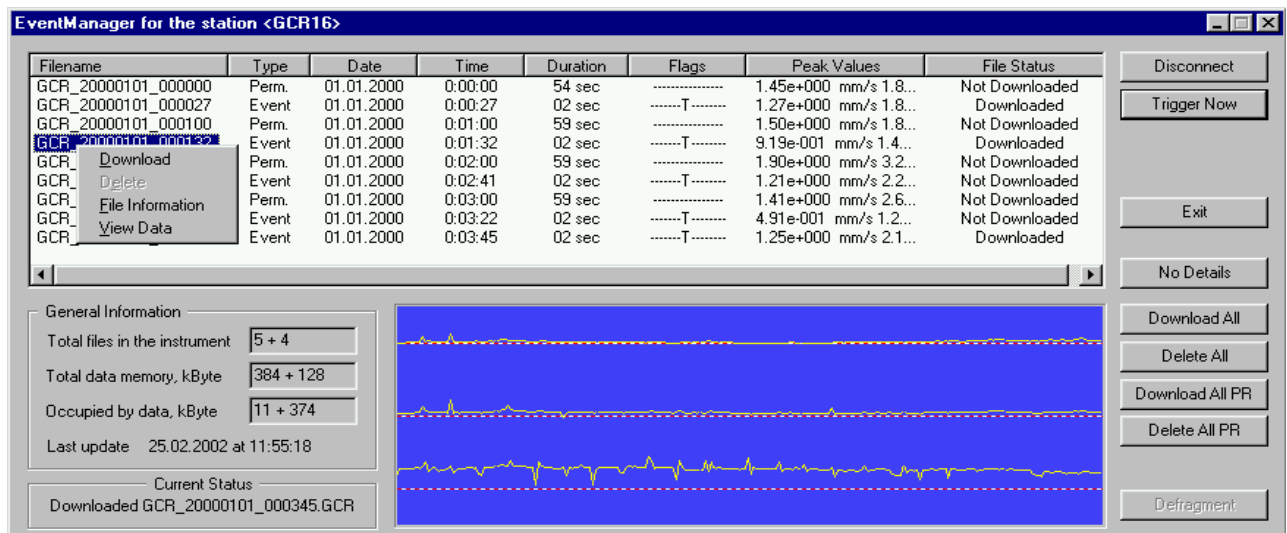 EventManager for the station <GCR16>
Filename Type Date Time Duration Flags Peak Values File Status
GCR_20000101_000000 Perm. 01.01.2000 0:00:00 54 sec --------------- 1.45e+000 mm/s 1.8... Not Downloaded
GCR_20000101_000027 Event 01.01.2000 0:00:27 02 sec -------T-------- 1.27e+000 mm/s 1.8... Downloaded
GCR_20000101_000100 Perm. 01.01.2000 0:01:00 59 sec --------------- 1.50e+000 mm/s 1.8... Not Downloaded
GCR_20000101_000132 Event 01.01.2000 0:01:32 02 sec -------T-------- 9.19e-001 mm/s 1.4... Downloaded
GCR_ Perm. 01.01.2000 0:02:00 59 sec --------------- 1.90e+000 mm/s 3.2... Not Downloaded
GCR_ Event 01.01.2000 0:02:41 02 sec -------T-------- 1.21e+000 mm/s 2.2... Not Downloaded
GCR_ Perm. 01.01.2000 0:03:00 59 sec --------------- 1.41e+000 mm/s 2.6... Not Downloaded
GCR_ Event 01.01.2000 0:03:22 02 sec -------T-------- 4.91e-001 mm/s 1.2... Not Downloaded
GCR_ Event 01.01.2000 0:03:45 02 sec -------T-------- 1.25e+000 mm/s 2.1... Downloaded
Download
Delete
File Information
View Data
Disconnect
Trigger Now
Exit
No Details
Download All
Delete All
Download All PR
Delete All PR
Defragment
General Information
Total files in the instrument 5 + 4
Total data memory, kByte 384 + 128
Occupied by data, kByte 11 + 374
Last update 25.02.2002 at 11:55:18
Current Status
Downloaded GCR_20000101_000345.GCR